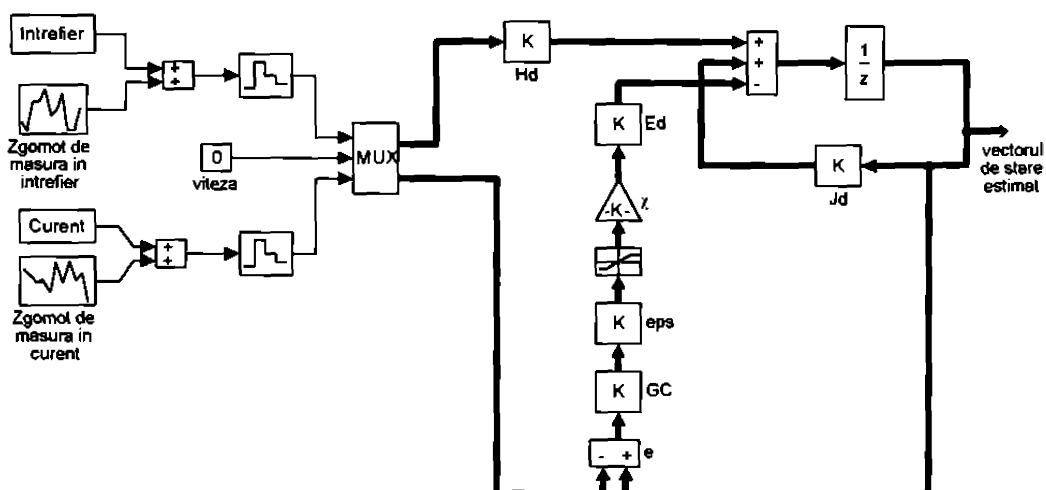 Intrefier
+
+
Zgomot de
masura in
intrefier
0
viteza
MUX
Curent
+
+
Zgomot de
masura in
curent
K
Hd
+
+
-
1
z
K
Ed
-K-
χ
K
Jd
vectorul
de stare
estimat
K
eps
K
GC
- +
e